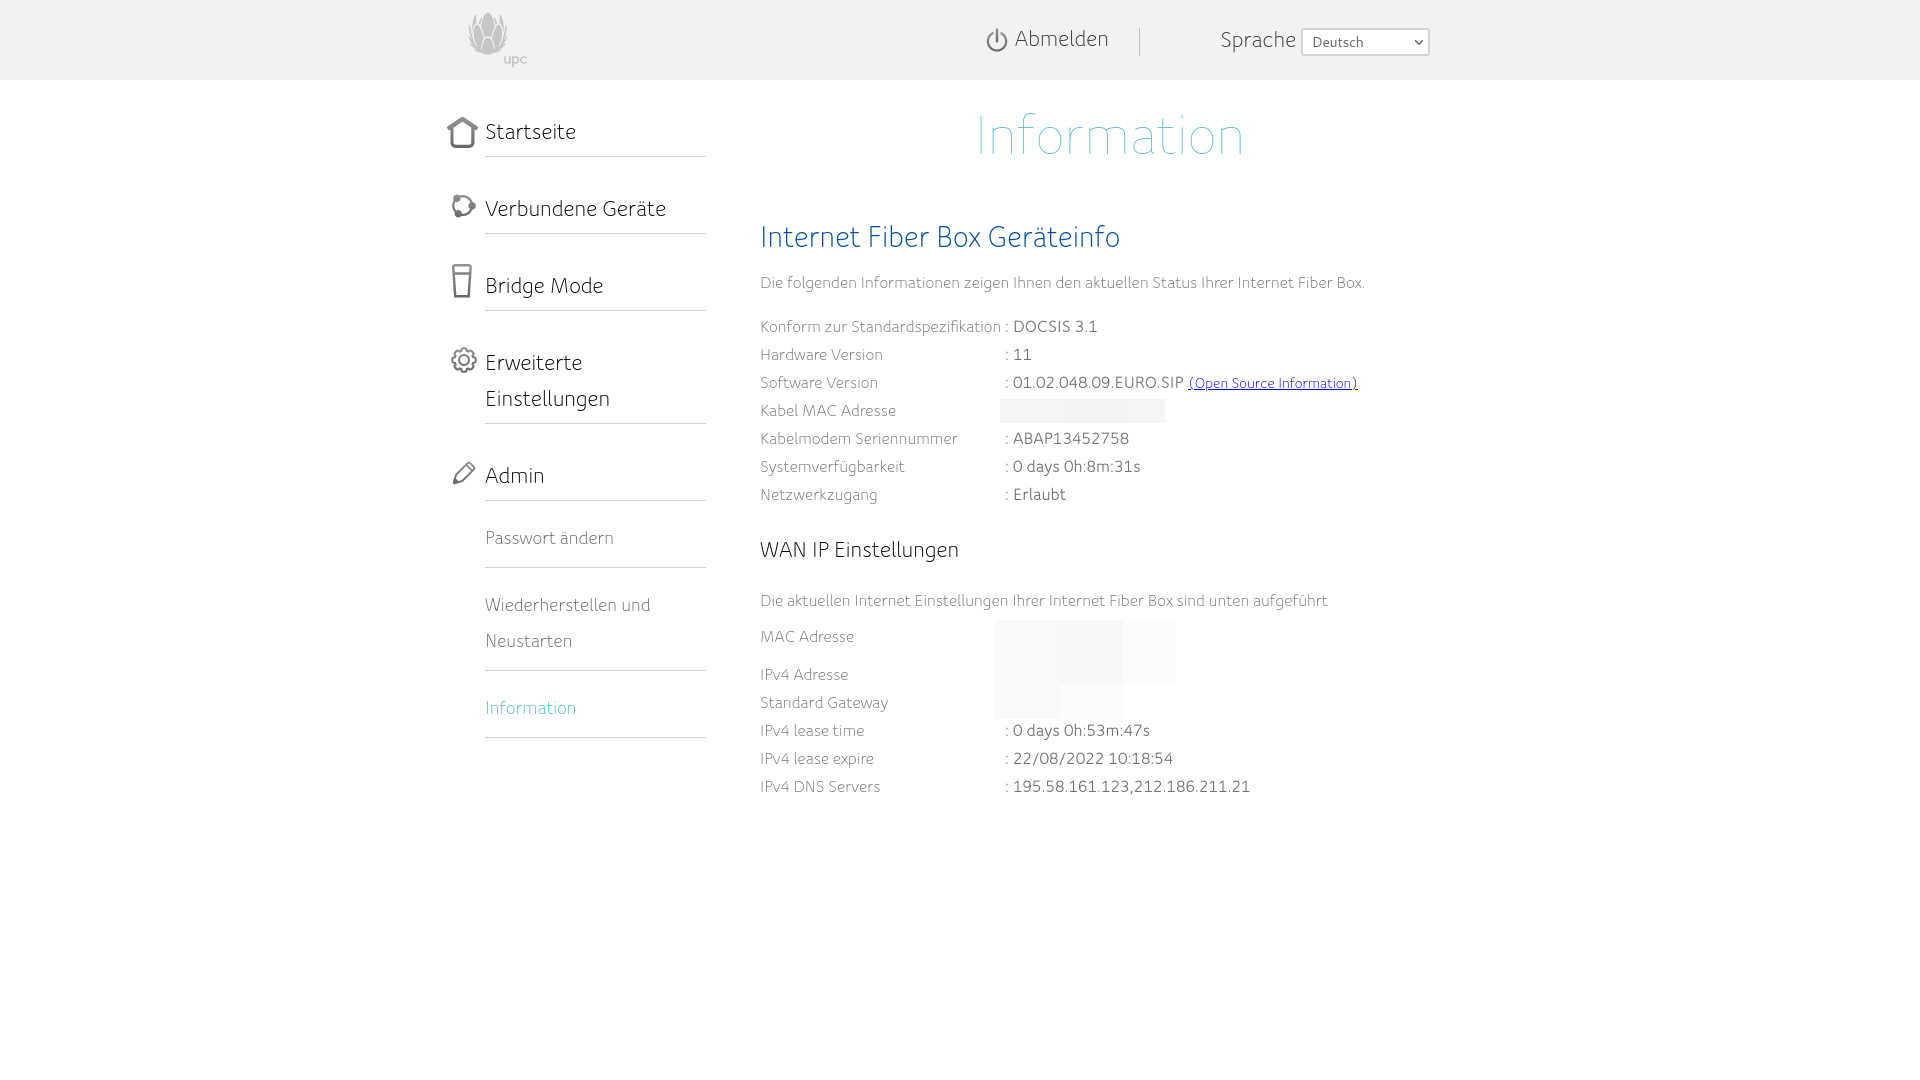 upc
Abmelden
Sprache Deutsch
Startseite
Verbundene Geräte
Bridge Mode
Erweiterte
Einstellungen
Admin
Passwort ändern
Wiederherstellen und
Neustarten
Information
Information
Internet Fiber Box Geräteinfo
Die folgenden Informationen zeigen Ihnen den aktuellen Status Ihrer Internet Fiber Box.
Konform zur Standardspezifikation : DOCSIS 3.1
Hardware Version : 11
Software Version : 01.02.048.09.EURO.SIP (Open Source Information)
Kabel MAC Adresse
Kabelmodem Seriennummer : ABAP13452758
Systemverfügbarkeit : 0 days 0h:8m:31s
Netzwerkzugang : Erlaubt
WAN IP Einstellungen
Die aktuellen Internet Einstellungen Ihrer Internet Fiber Box sind unten aufgeführt
MAC Adresse
IPv4 Adresse
Standard Gateway
IPv4 lease time : 0 days 0h:53m:47s
IPv4 lease expire : 22/08/2022 10:18:54
IPv4 DNS Servers : 195.58.161.123,212.186.211.21